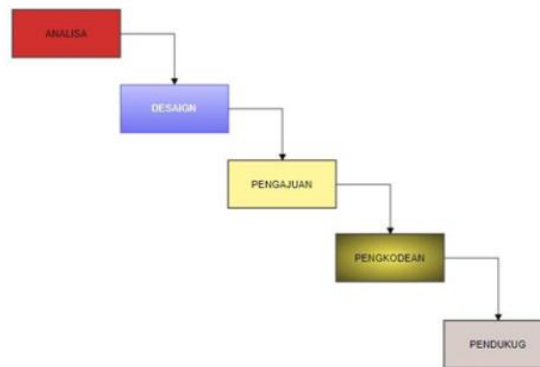 ANALISA
DESAIGN
PENGAJUAN
PENGKODEAN
PENDUKUG